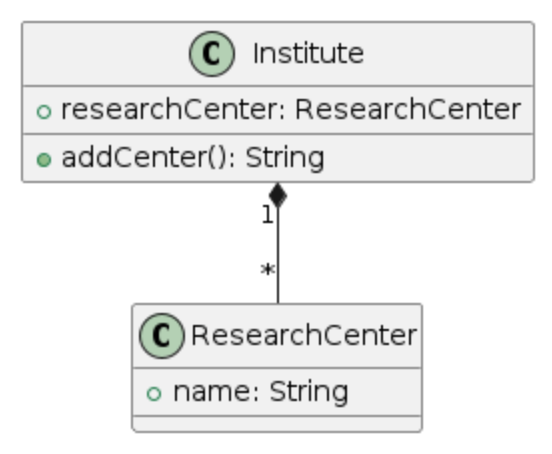 C Institute
researchCenter: ResearchCenter
addCenter(): String
1
*
C ResearchCenter
name: String